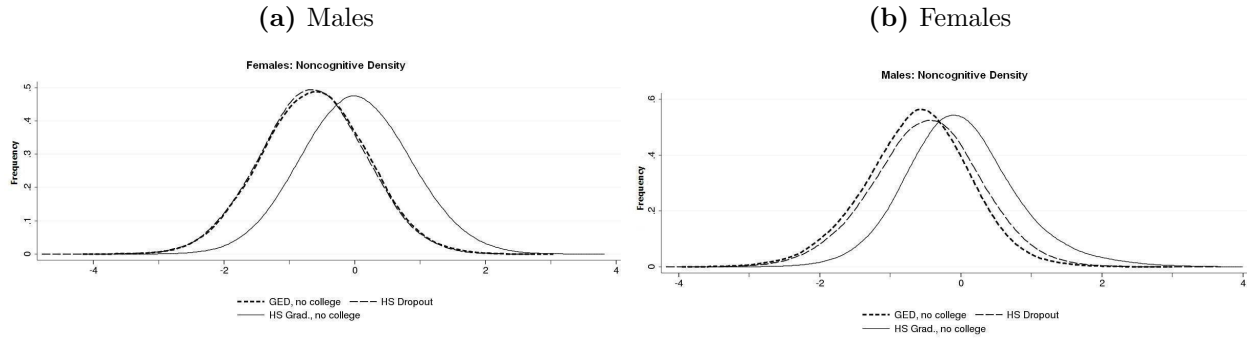 (a) Males
Females: Noncognitive Density
Frequency
.5
.4
.3
.2
.1
0
-4
-2
0
2
4
GED, no college
HS Dropout
HS Grad., no college
(b) Females
Males: Noncognitive Density
Frequency
.6
.4
.2
0
-4
-2
0
2
4
GED, no college
HS Dropout
HS Grad., no college